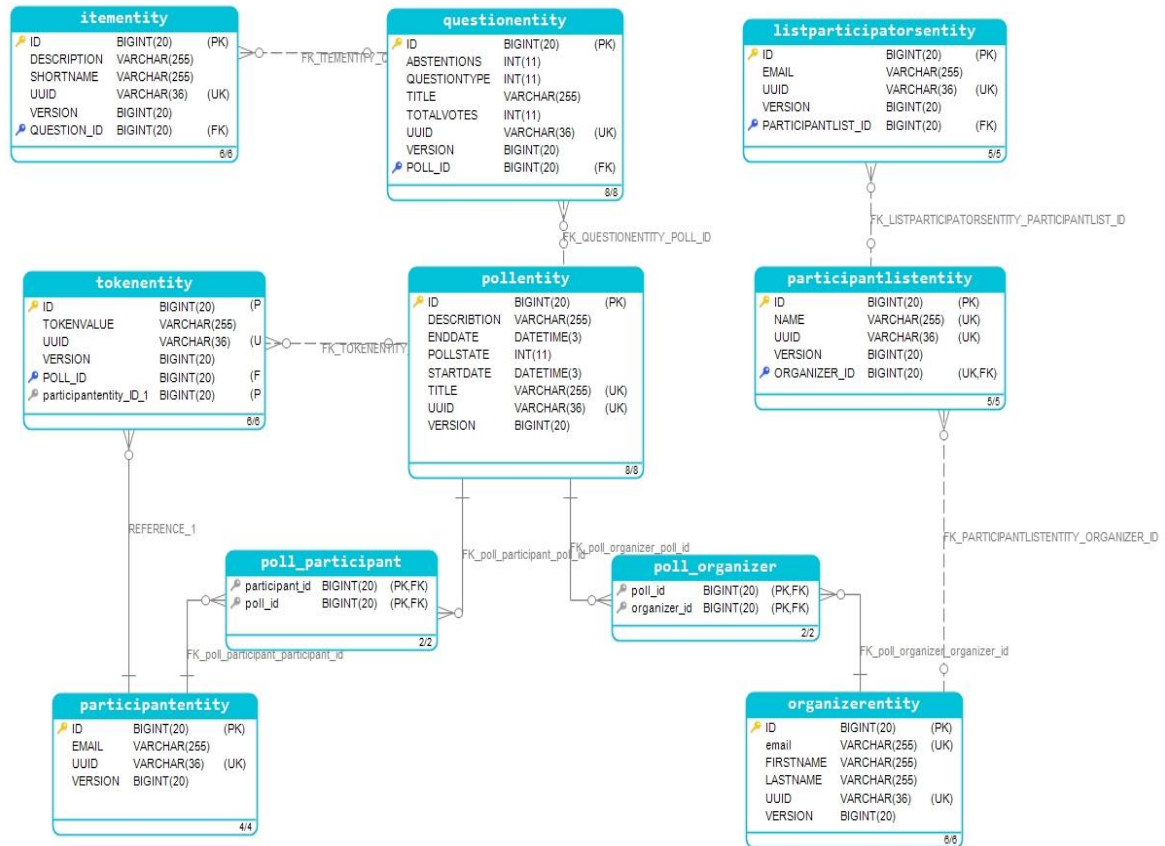 itementity
ID BIGINT(20) (PK)
DESCRIPTION VARCHAR(255)
SHORTNAME VARCHAR(255)
UUID VARCHAR(36) (UK)
VERSION BIGINT(20)
QUESTION_ID BIGINT(20) (FK)
6/6
FK_ITEMENTITY_
questionentity
ID BIGINT(20) (PK)
ABSTENTIONS INT(11)
QUESTIONTYPE INT(11)
TITLE VARCHAR(255)
TOTALVOTES INT(11)
UUID VARCHAR(36) (UK)
VERSION BIGINT(20)
POLL_ID BIGINT(20) (FK)
8/8
listparticipatorsentity
ID BIGINT(20) (PK)
EMAIL VARCHAR(255)
UUID VARCHAR(36) (UK)
VERSION BIGINT(20)
PARTICIPANTLIST_ID BIGINT(20) (FK)
5/5
FK_LISTPARTICIPATORSENTITY_PARTICIPANTLIST_ID
FK_QUESTIONENTITY_POLL_ID
tokenentity
ID BIGINT(20) (P
TOKENVALUE VARCHAR(255)
UUID VARCHAR(36) (U
VERSION BIGINT(20)
POLL_ID BIGINT(20) (F
participantentity_ID_1 BIGINT(20) (P
6/6
FK_TOKENENTITY_
pollentity
ID BIGINT(20) (PK)
DESCRIBTION VARCHAR(255)
ENDDATE DATETIME(3)
POLLSTATE INT(11)
STARTDATE DATETIME(3)
TITLE VARCHAR(255) (UK)
UUID VARCHAR(36) (UK)
VERSION BIGINT(20)
8/8
participantlistentity
ID BIGINT(20) (PK)
NAME VARCHAR(255) (UK)
UUID VARCHAR(36) (UK)
VERSION BIGINT(20)
ORGANIZER_ID BIGINT(20) (UK,FK)
5/5
REFERENCE_1
FK_poll_participant_poll_id
FK_poll_organizer_poll_id
FK_PARTICIPANTLISTENTITY_ORGANIZER_ID
poll_participant
participant_id BIGINT(20) (PK,FK)
poll_id BIGINT(20) (PK,FK)
2/2
poll_organizer
poll_id BIGINT(20) (PK,FK)
organizer_id BIGINT(20) (PK,FK)
2/2
FK_poll_participant_participant_id
FK_poll_organizer_organizer_id
participantentity
ID BIGINT(20) (PK)
EMAIL VARCHAR(255)
UUID VARCHAR(36) (UK)
VERSION BIGINT(20)
4/4
organizerentity
ID BIGINT(20) (PK)
email VARCHAR(255) (UK)
FIRSTNAME VARCHAR(255)
LASTNAME VARCHAR(255)
UUID VARCHAR(36) (UK)
VERSION BIGINT(20)
6/6